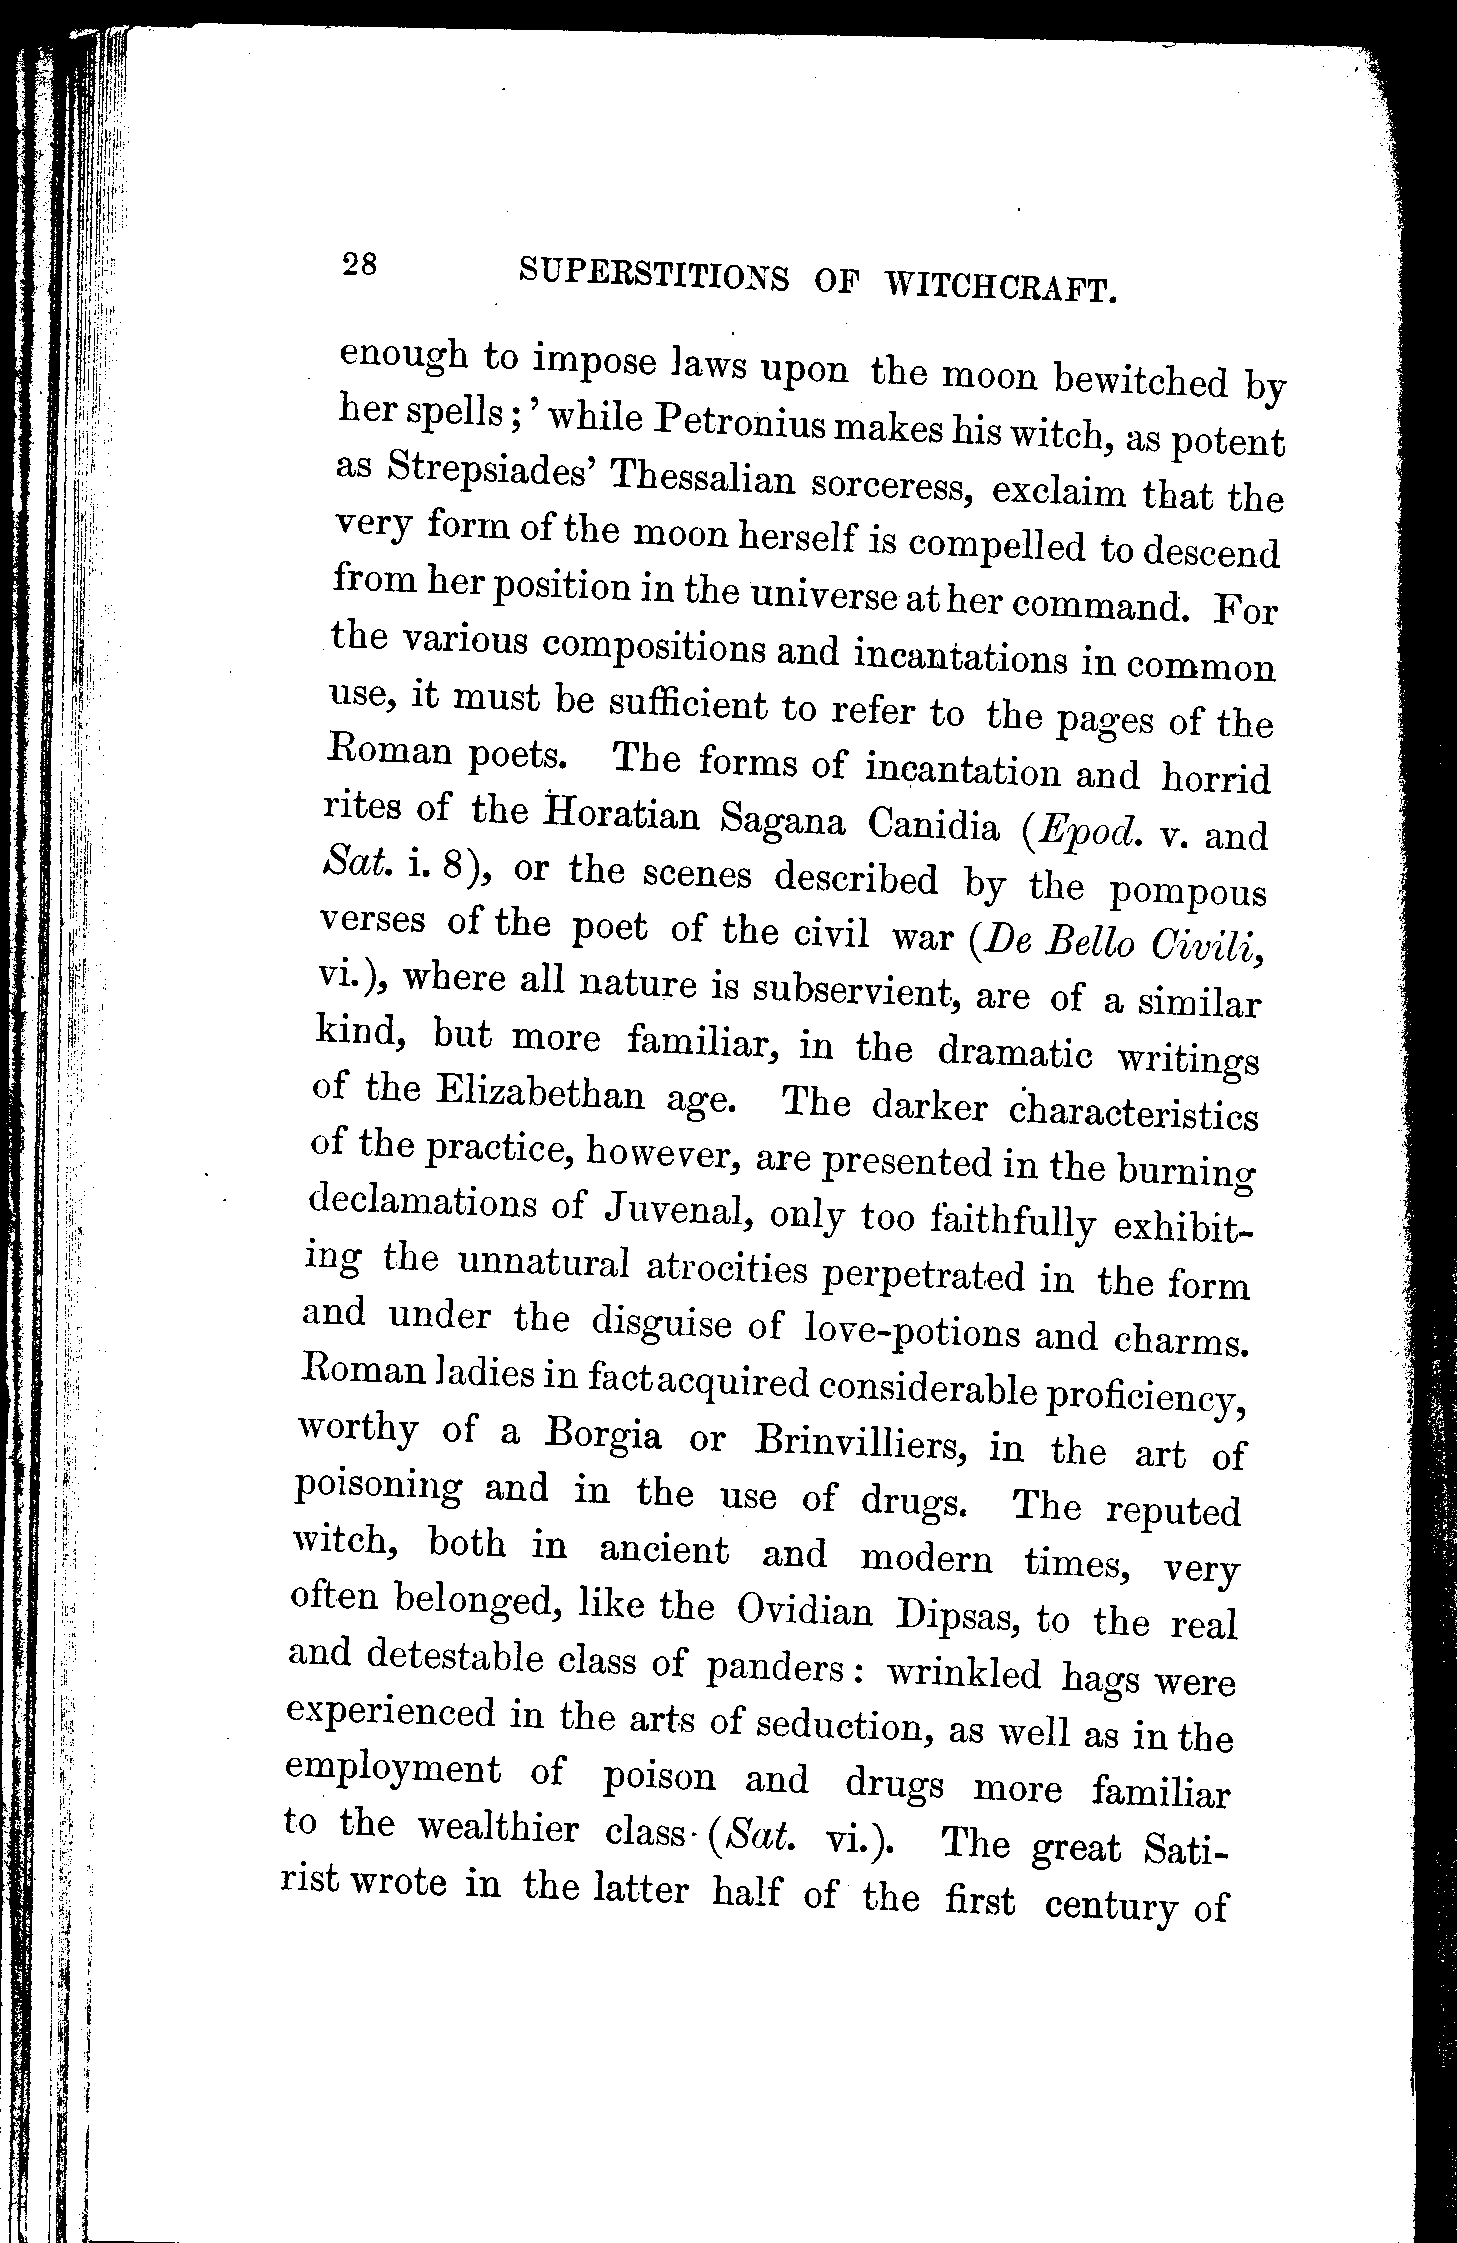 28 SUPERSTITIONS OF WITCHCRAFT.
enough to impose laws upon the moon bewitched by
her spells;' while Petronius makes his witch, as potent
as Strepsiades' Thessalian sorceress, exclaim that the
very form of the moon herself is compelled to descend
from her position in the universe at her command. For
the various compositions and incantations in common
use, it must be sufficient to refer to the pages of the
Roman poets. The forms of incantation and horrid
rites of the Horatian Sagana Canidia (Epod. v. and
Sat. i. 8), or the scenes described by the pompous
verses of the poet of the civil war (De Bello Civili,
vi.), where all nature is subservient, are of a similar
kind, but more familiar, in the dramatic writings
of the Elizabethan age. The darker characteristics
of the practice, however, are presented in the burning
declamations of Juvenal, only too faithfully exhibit-
ing the unnatural atrocities perpetrated in the form
and under the disguise of love-potions and charms.
Roman ladies in fact acquired considerable proficiency,
worthy of a Borgia or Brinvilliers, in the art of
poisoning and in the use of drugs. The reputed
witch, both in ancient and modern times, very
often belonged, like the Ovidian Dipsas, to the real
and detestable class of panders: wrinkled hags were
experienced in the arts of seduction, as well as in the
employment of poison and drugs more familiar
to the wealthier class (Sat. vi.). The great Sati-
rist wrote in the latter half of the first century of